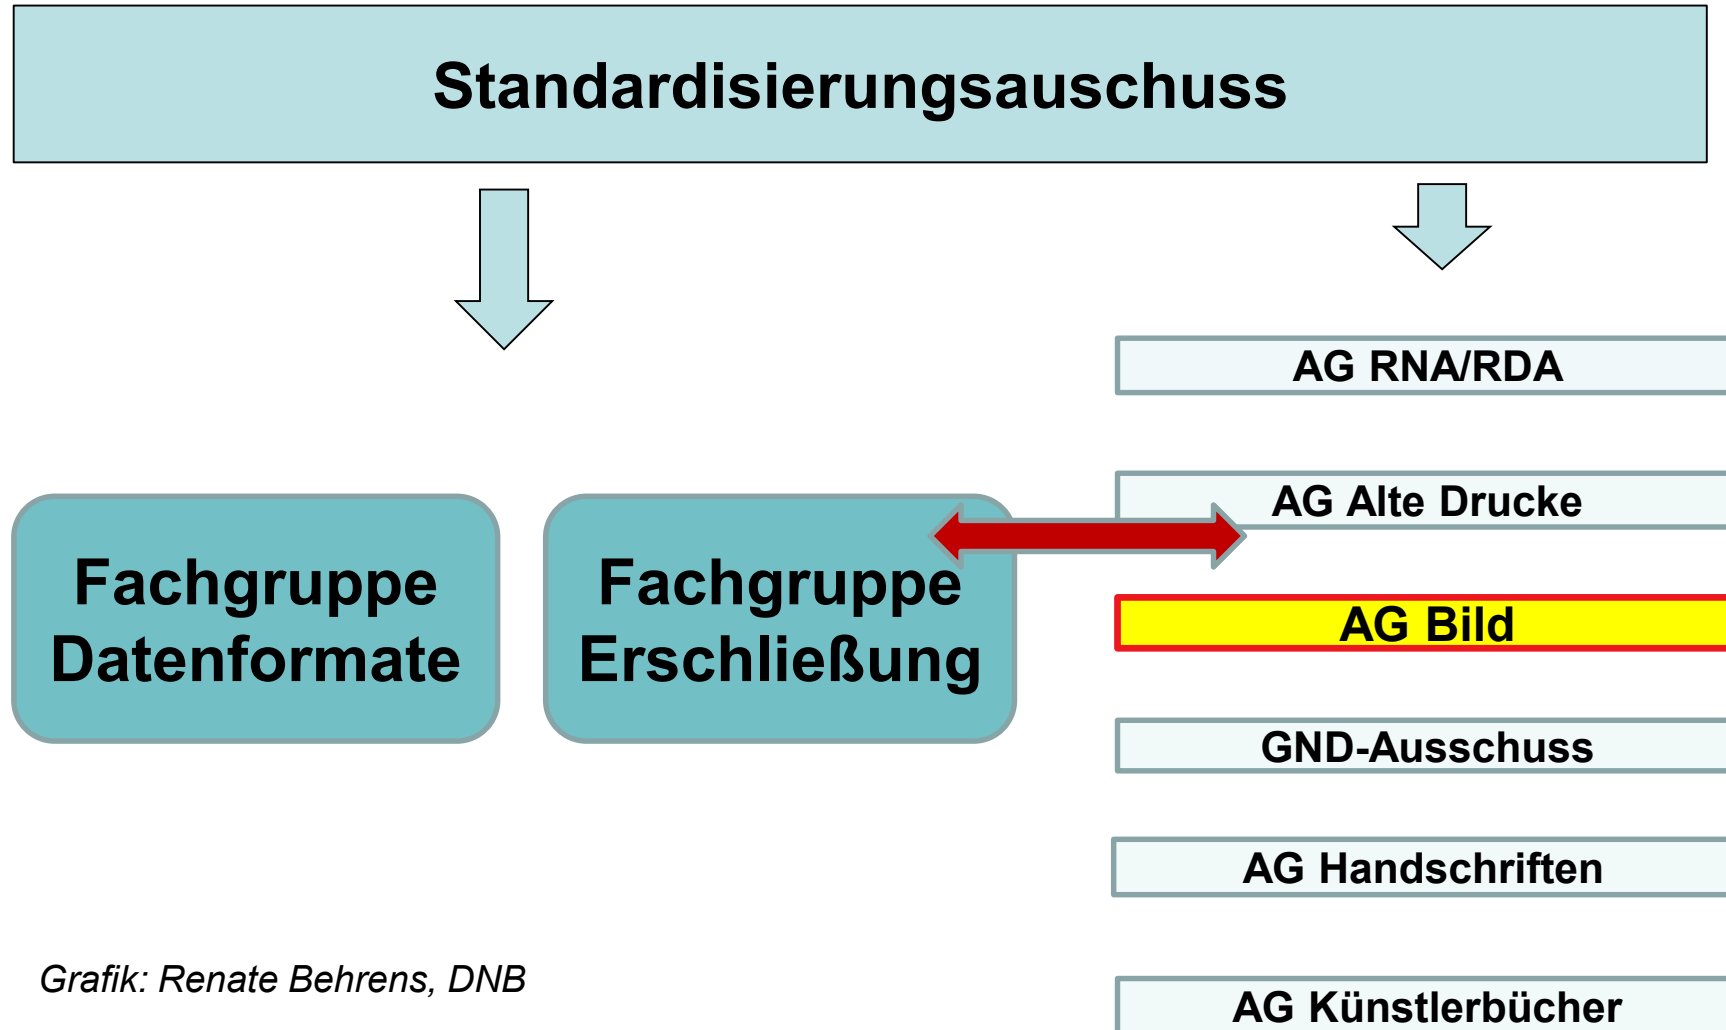 Standardisierungsauschuss
Fachgruppe
Datenformate
Fachgruppe
Erschließung
AG RNA/RDA
AG Alte Drucke
AG Bild
GND-Ausschuss
AG Handschriften
AG Künstlerbücher
Grafik: Renate Behrens, DNB